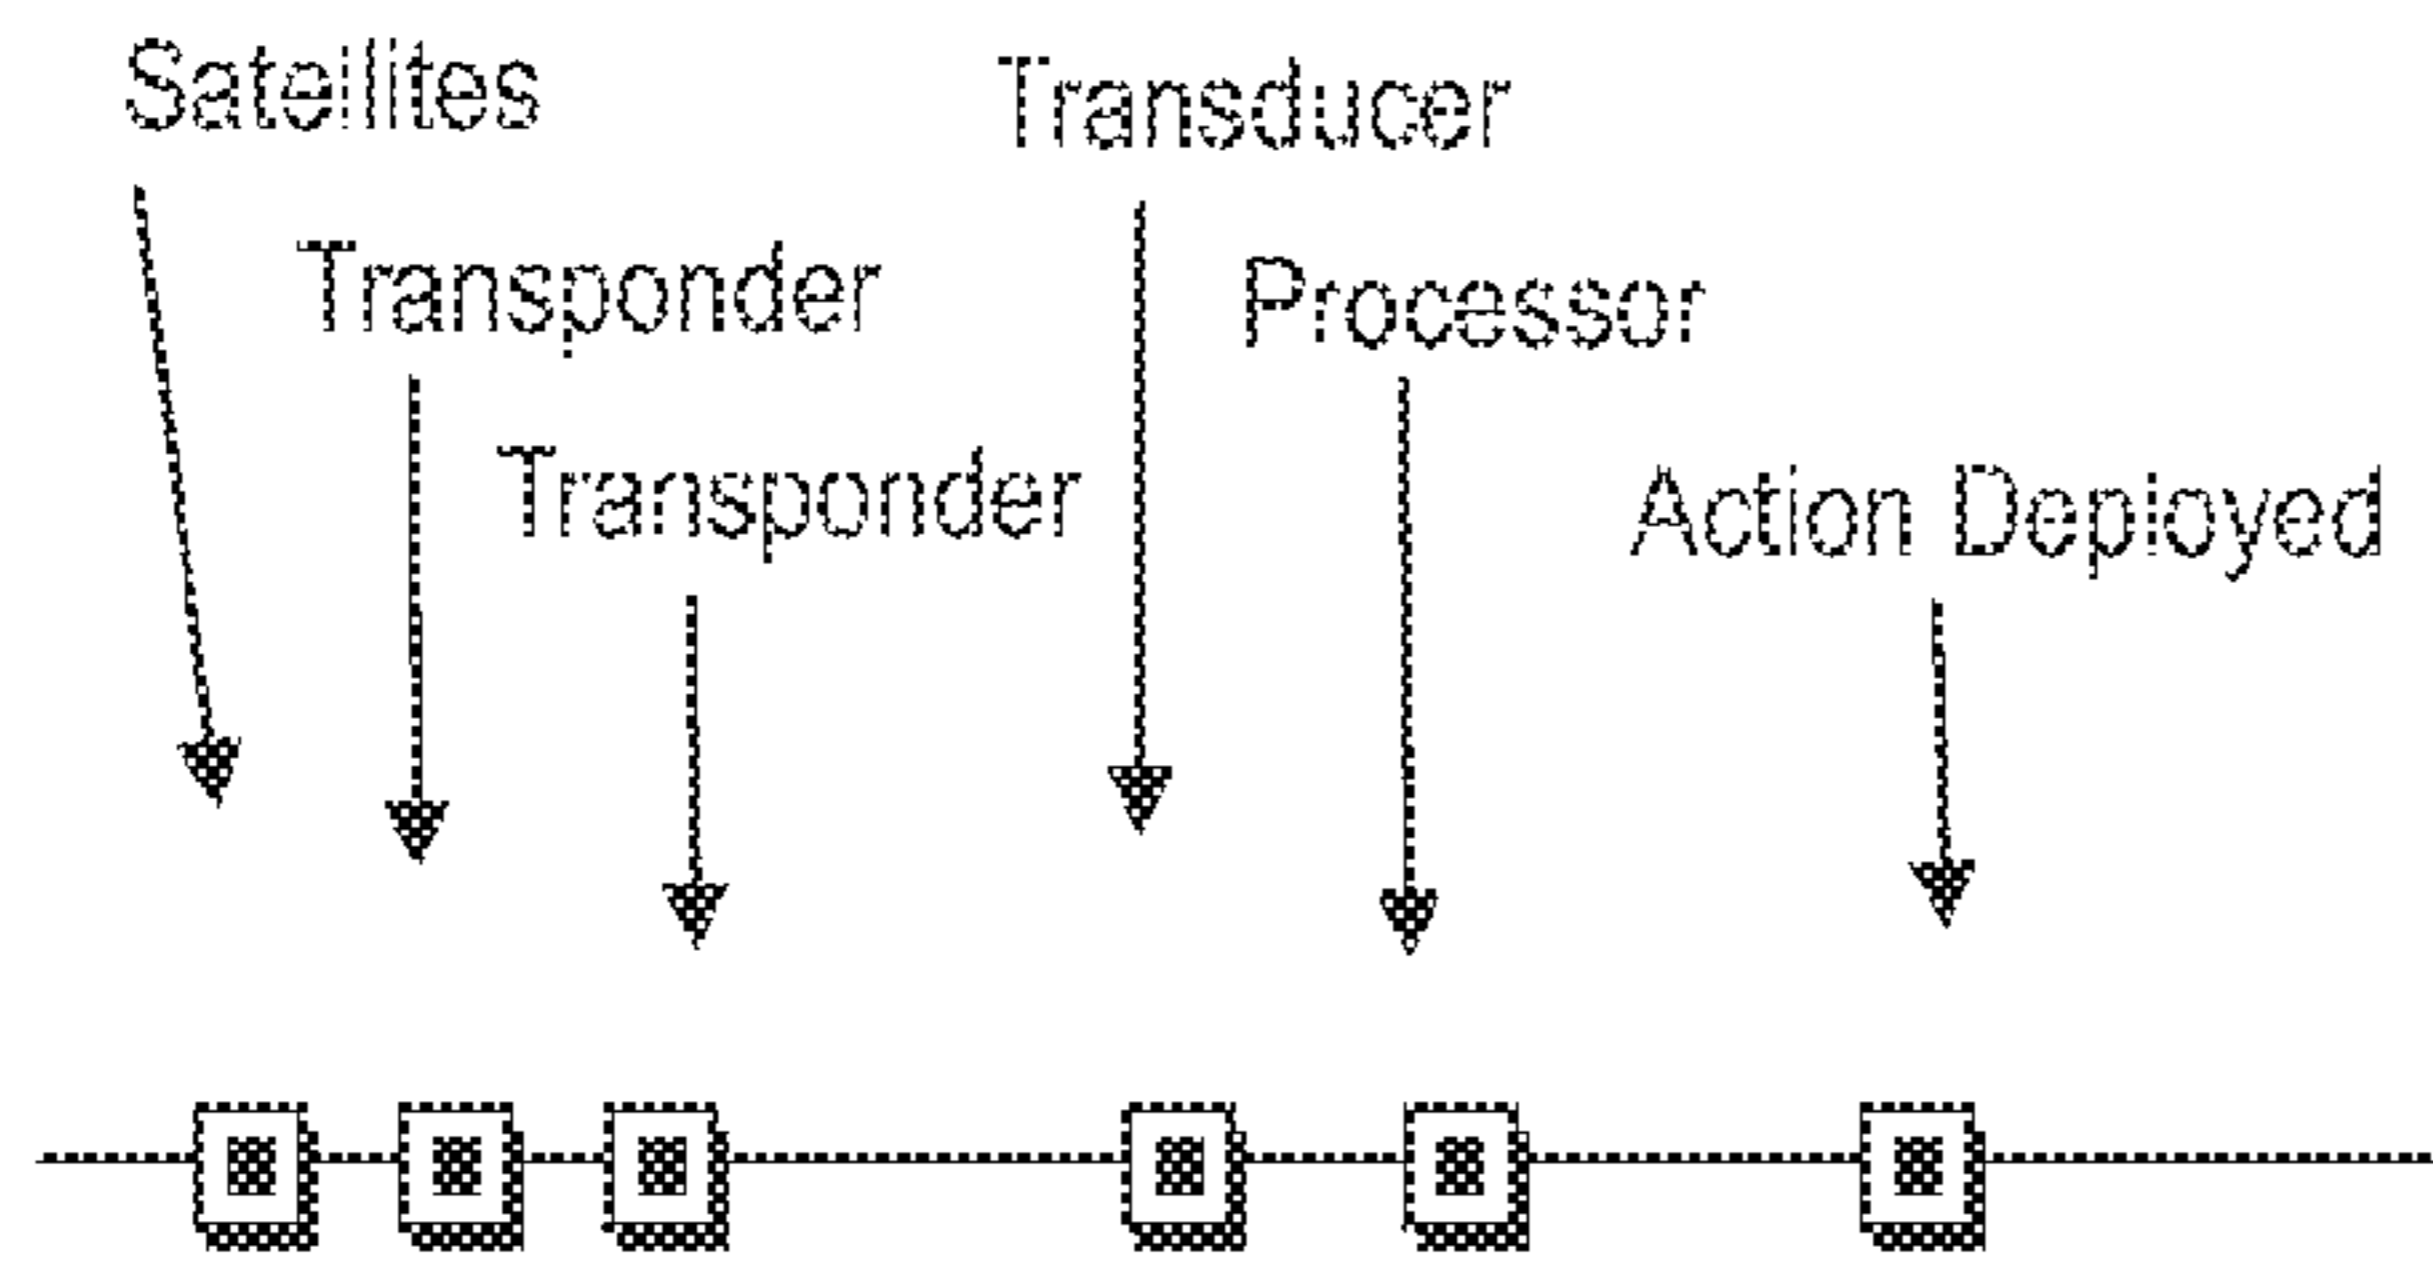 Satellites
Transducer
Transponder
Processor
Transponder
Action Deployed